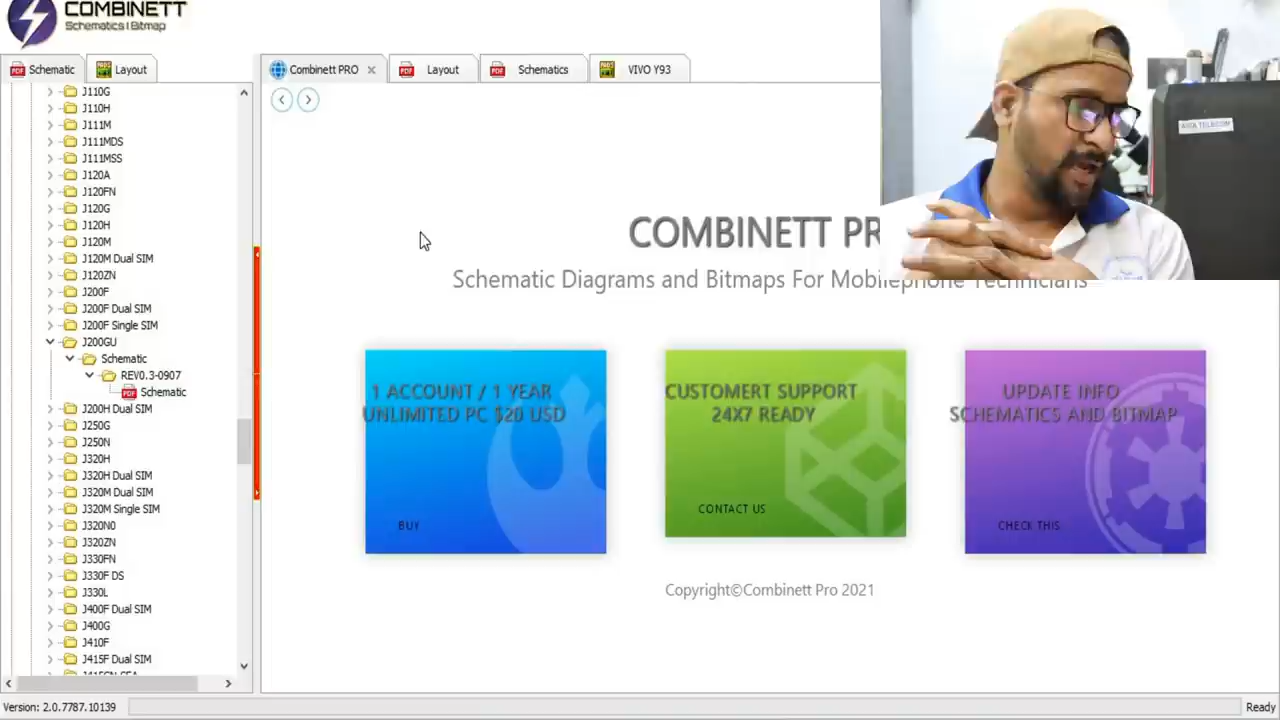 COMBINETT
Schematics | Bitmap
Schematic
Layout
Combinett PRO
Layout
Schematics
VIVO Y93
J110G
J110H
J111M
J111MDS
J111MSS
J120A
J120FN
J120G
J120H
J120M
J120M Dual SIM
J120ZN
J200F
J200F Dual SIM
J200F Single SIM
J200GU
Schematic
REV0.3-0907
Schematic
J200H Dual SIM
J250G
J250N
J320H
J320H Dual SIM
J320M Dual SIM
J320M Single SIM
J320N0
J320ZN
J330FN
J330F DS
J330L
J400F Dual SIM
J400G
J410F
J415F Dual SIM
COMBINETT PR
Schematic Diagrams and Bitmaps For Mobilephone Technicians
1 ACCOUNT / 1 YEAR
UNLIMITED PC $20 USD
BUY
CUSTOMERT SUPPORT
24X7 READY
CONTACT US
UPDATE INFO
SCHEMATICS AND BITMAP
CHECK THIS
Copyright©Combinett Pro 2021
ASIA TELECOM
Version: 2.0.7787.10139
Ready